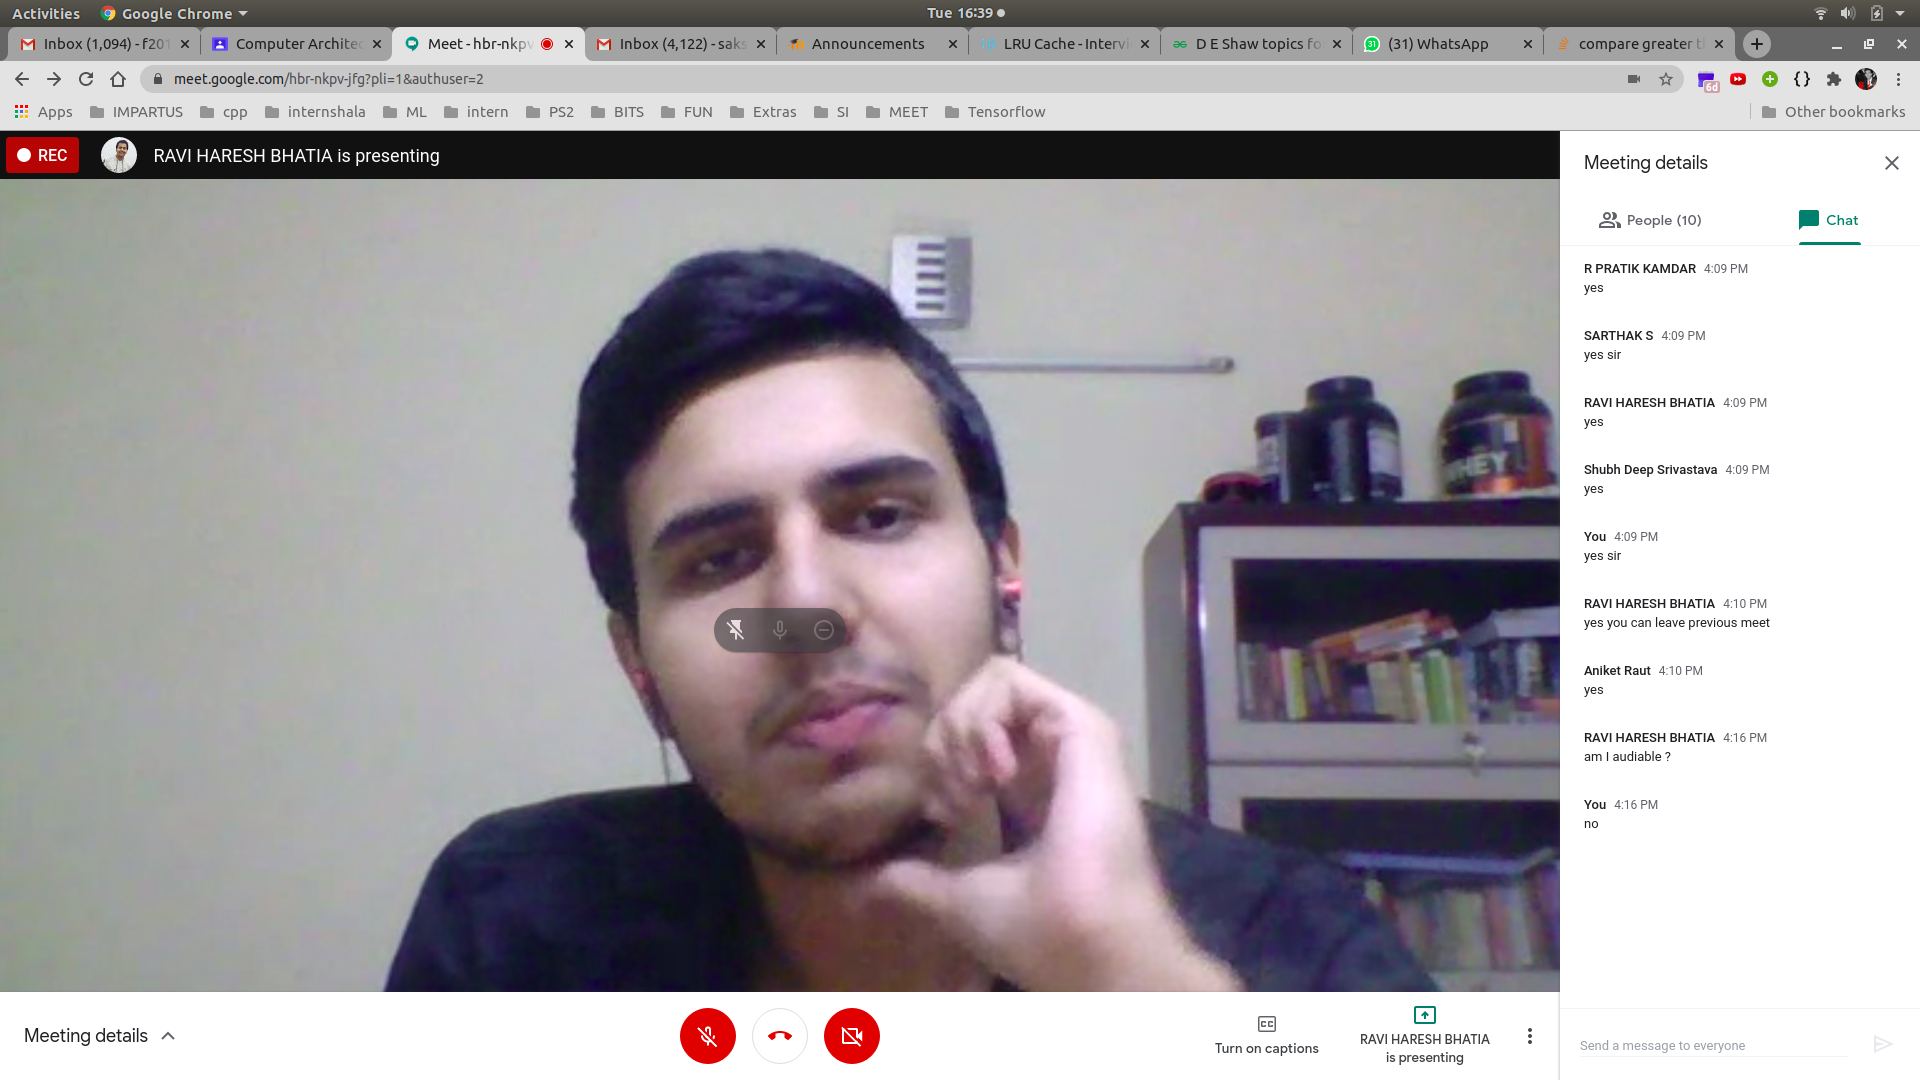 Activities
Google Chrome
Tue 16:39
Inbox (1,094) - f201
Computer Architec
Meet - hbr-nkpv
Inbox (4,122) - saks
Announcements
LRU Cache - Intervi
D E Shaw topics fo
(31) WhatsApp
compare greater t
meet.google.com/hbr-nkpv-jfg?pli=1&authuser=2
6d
Apps
IMPARTUS
cpp
internshala
ML
intern
PS2
BITS
FUN
Extras
SI
MEET
Tensorflow
Other bookmarks
REC
RAVI HARESH BHATIA is presenting
WHEY
Meeting details
People (10)
Chat
R PRATIK KAMDAR 4:09 PM
yes
SARTHAK S 4:09 PM
yes sir
RAVI HARESH BHATIA 4:09 PM
yes
Shubh Deep Srivastava 4:09 PM
yes
You 4:09 PM
yes sir
RAVI HARESH BHATIA 4:10 PM
yes you can leave previous meet
Aniket Raut 4:10 PM
yes
RAVI HARESH BHATIA 4:16 PM
am I audiable ?
You 4:16 PM
no
Send a message to everyone
Meeting details
CC
Turn on captions
RAVI HARESH BHATIA
is presenting